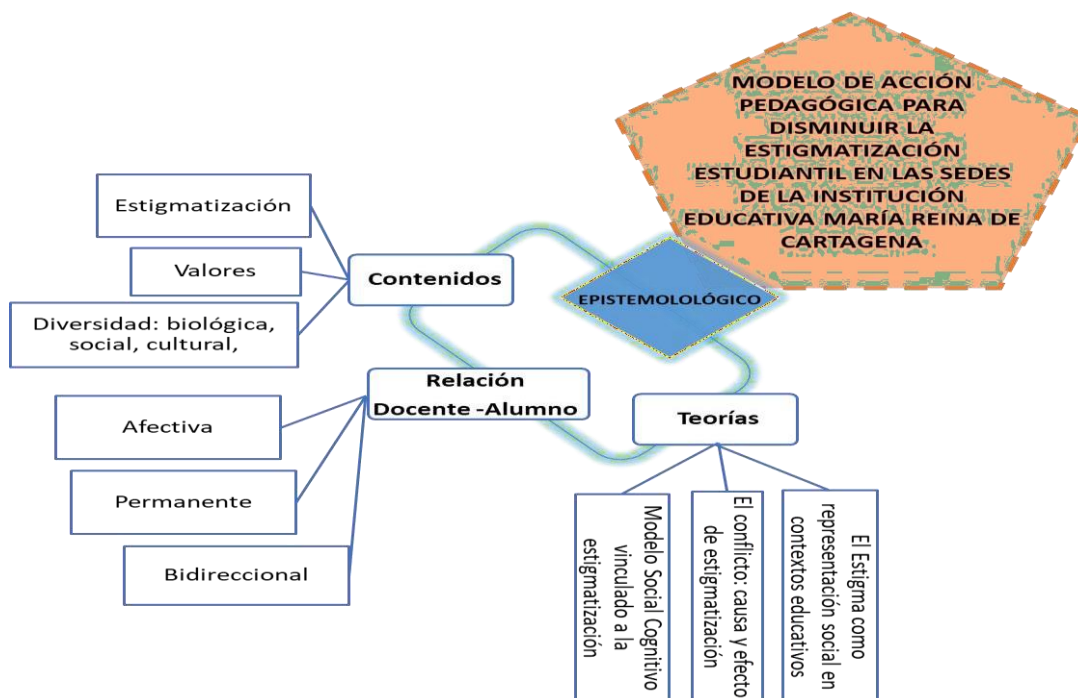 MODELO DE ACCIÓN
PEDAGÓGICA PARA
DISMINUIR LA
ESTIGMATIZACIÓN
ESTUDIANTIL EN LAS SEDES
DE LA INSTITUCIÓN
EDUCATIVA MARÍA REINA DE
CARTAGENA
EPISTEMOLOLÓGICO
Contenidos
Estigmatización
Valores
Diversidad: biológica,
social, cultural,
Relación
Docente -Alumno
Afectiva
Permanente
Bidireccional
Teorías
Modelo Social Cognitivo
vinculado a la
estigmatización
El conflicto: causa y efecto
de estigmatización
El Estigma como
representación social en
contextos educativos